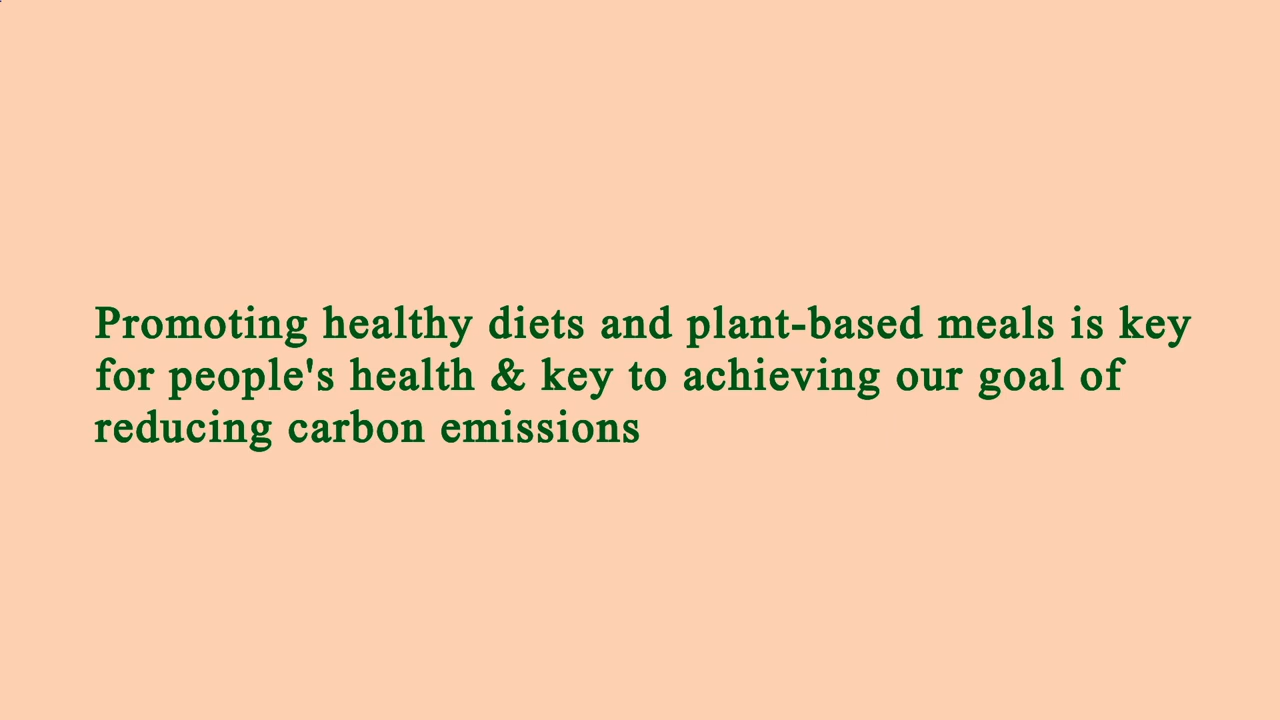 Promoting healthy diets and plant-based meals is key
for people's health & key to achieving our goal of
reducing carbon emissions